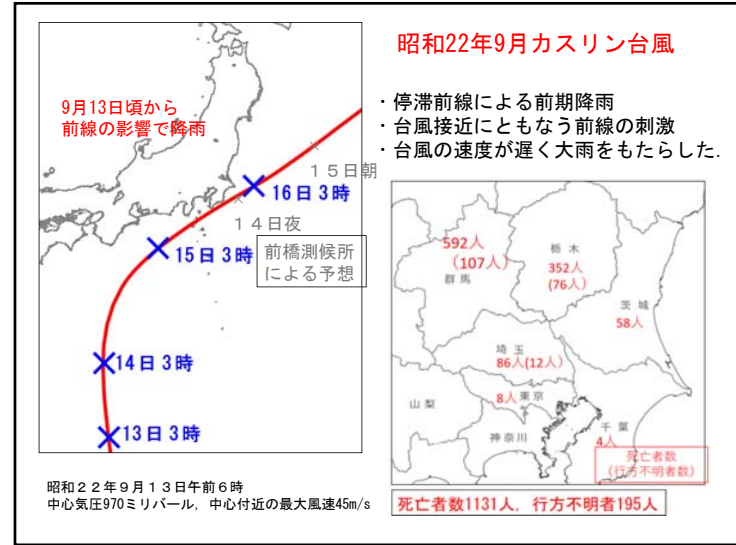 昭和22年9月カスリン台風
9月13日頃から
前線の影響で降雨
・停滞前線による前期降雨
・台風接近にともなう前線の刺激
・台風の速度が遅く大雨をもたらした.
15日朝
16日3時
14日夜
15日3時
前橋測候所
による予想
14日3時
13日3時
592人
(107人)
群馬
栃木
352人
(76人)
茨城
58人
埼玉
86人(12人)
8人
東京
山梨
神奈川
千葉
4人
死亡者数
(行方不明者数)
昭和22年9月13日午前6時
中心気圧970ミリバール,中心付近の最大風速45m/s
死亡者数1131人,行方不明者195人